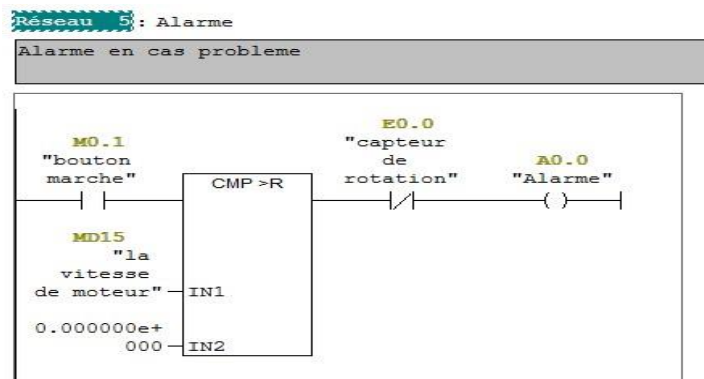 Réseau 5 : Alarme
Alarme en cas probleme
E0.0
M0.1
"capteur
"bouton
de
A0.0
marche"
CMP >R
rotation"
"Alarme"
MD15
"la
vitesse
de moteur"
IN1
0.000000e+
000
IN2